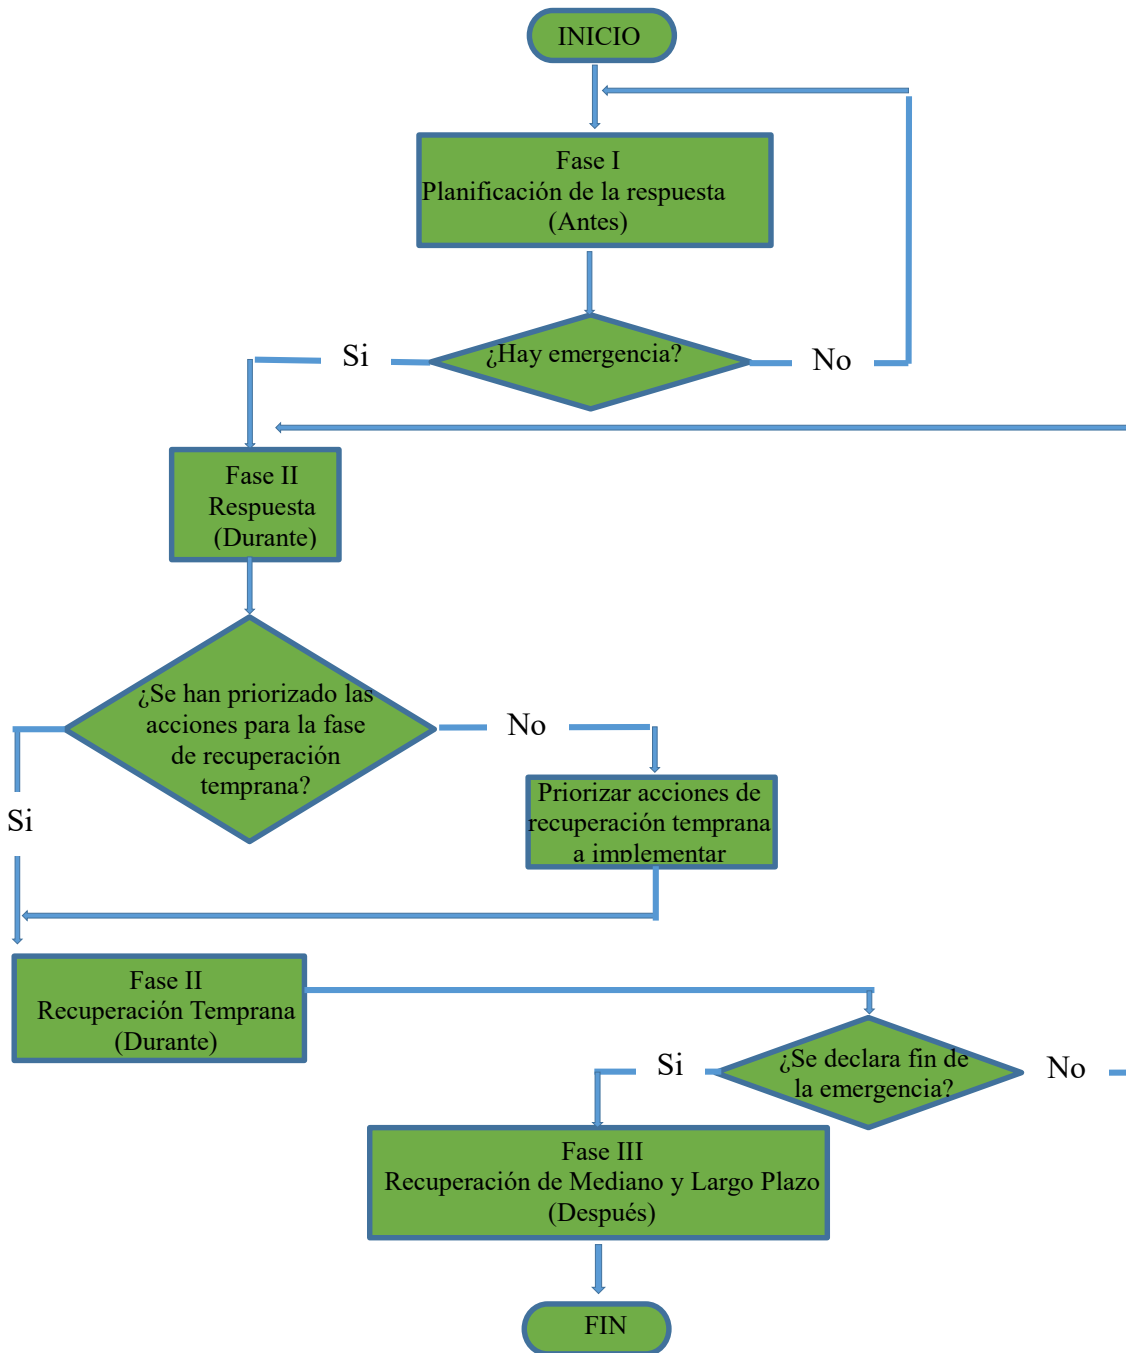 INICIO
Fase I
Planificación de la respuesta
(Antes)
¿Hay emergencia?
Si
No
Fase II
Respuesta
(Durante)
¿Se han priorizado las
acciones para la fase
de recuperación
temprana?
No
Si
Priorizar acciones de
recuperación temprana
a implementar
Fase II
Recuperación Temprana
(Durante)
¿Se declara fin de
la emergencia?
Si
No
Fase III
Recuperación de Mediano y Largo Plazo
(Después)
FIN